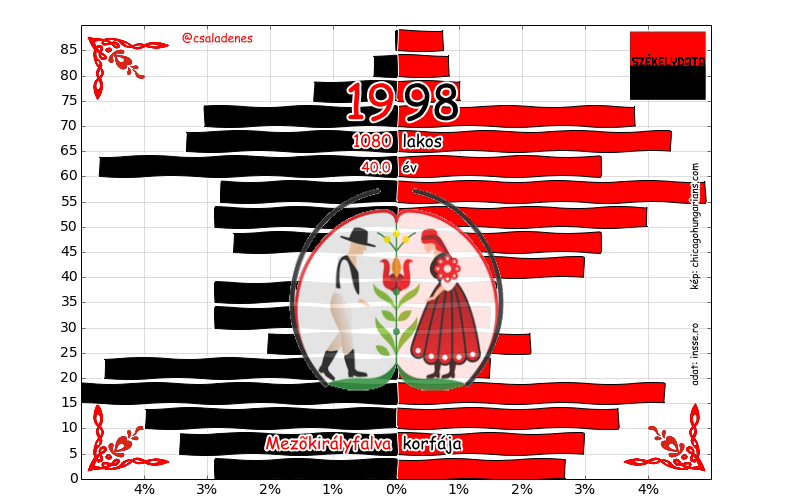 @csaladenes
SZÉKELYDATA
1998
1080 lakos
40.0 év
kép: chicagohungarians.com
adat: insse.ro
Mezõkirályfalva korfája
85
80
75
70
65
60
55
50
45
40
35
30
25
20
15
10
5
0
4% 3% 2% 1% 0% 1% 2% 3% 4%